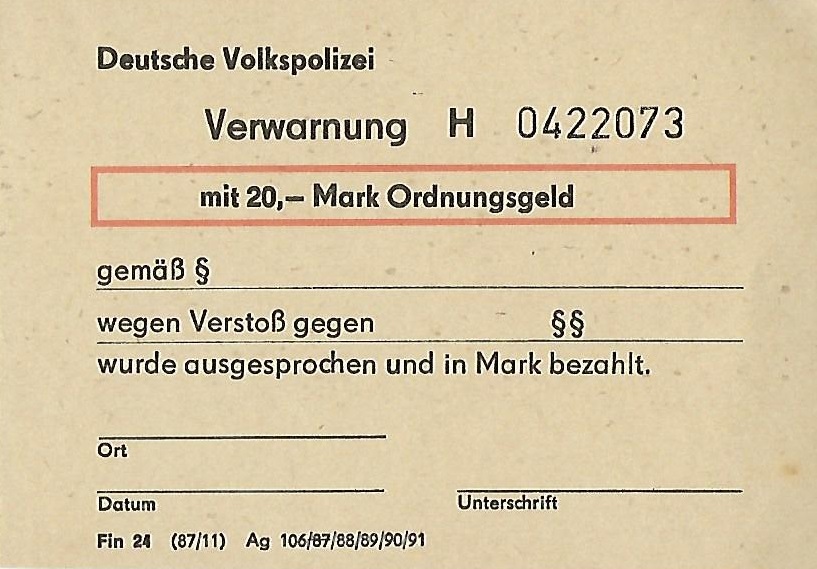 Deutsche Volkspolizei
Verwarnung H 0422073
mit 20,– Mark Ordnungsgeld
gemäß §
wegen Verstoß gegen §§
wurde ausgesprochen und in Mark bezahlt.
Ort
Datum Unterschrift
Fin 24 (87/11) Ag 106/87/88/89/90/91